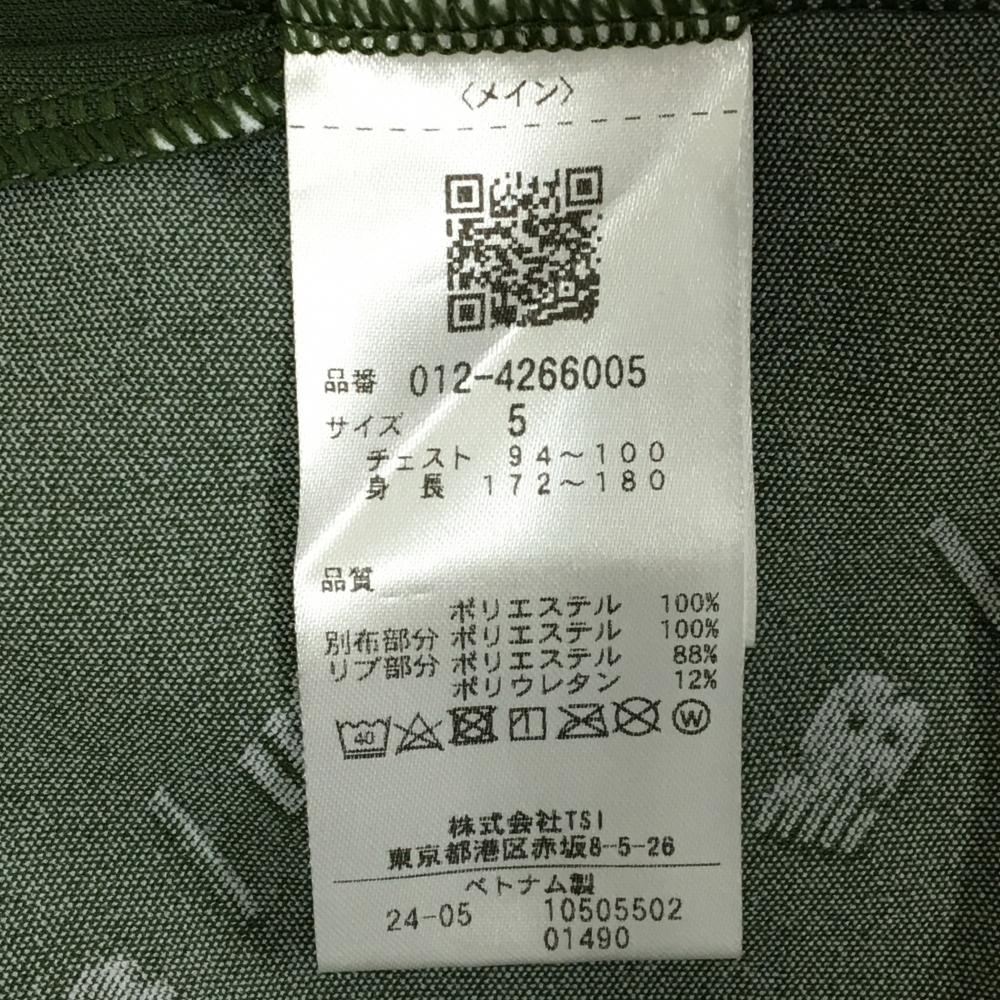 〈メイン〉
品番 012-4266005
サイズ 5
チェスト 94～100
身長 172～180
品質
ポリエステル 100%
別布部分 ポリエステル 100%
リブ部分 ポリエステル 88%
ポリウレタン 12%
40
W
株式会社TSI
東京都港区赤坂8-5-26
ベトナム製
24-05 10505502
01490